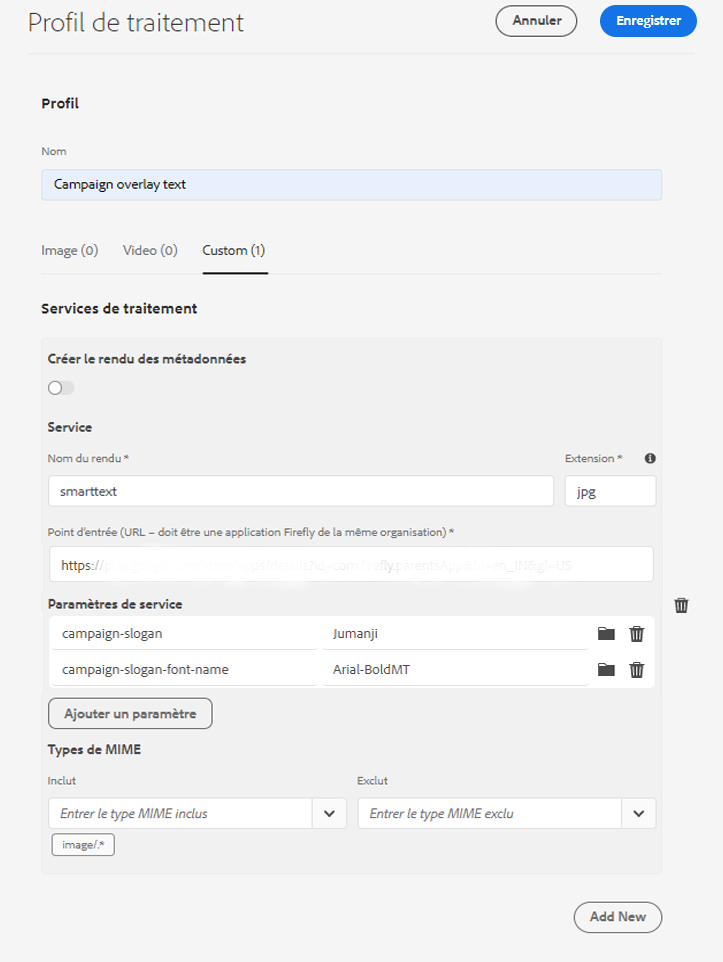 Profil de traitement
Annuler
Enregistrer
Profil
Nom
Campaign overlay text
Image (0)
Video (0)
Custom (1)
Services de traitement
Créer le rendu des métadonnées
Service
Nom du rendu *
Extension *
smarttext
jpg
Point d'entrée (URL – doit être une application Firefly de la même organisation) *
https://
Paramètres de service
campaign-slogan
Jumanji
campaign-slogan-font-name
Arial-BoldMT
Ajouter un paramètre
Types de MIME
Inclut
Exclut
Entrer le type MIME inclus
Entrer le type MIME exclu
image/.*
Add New